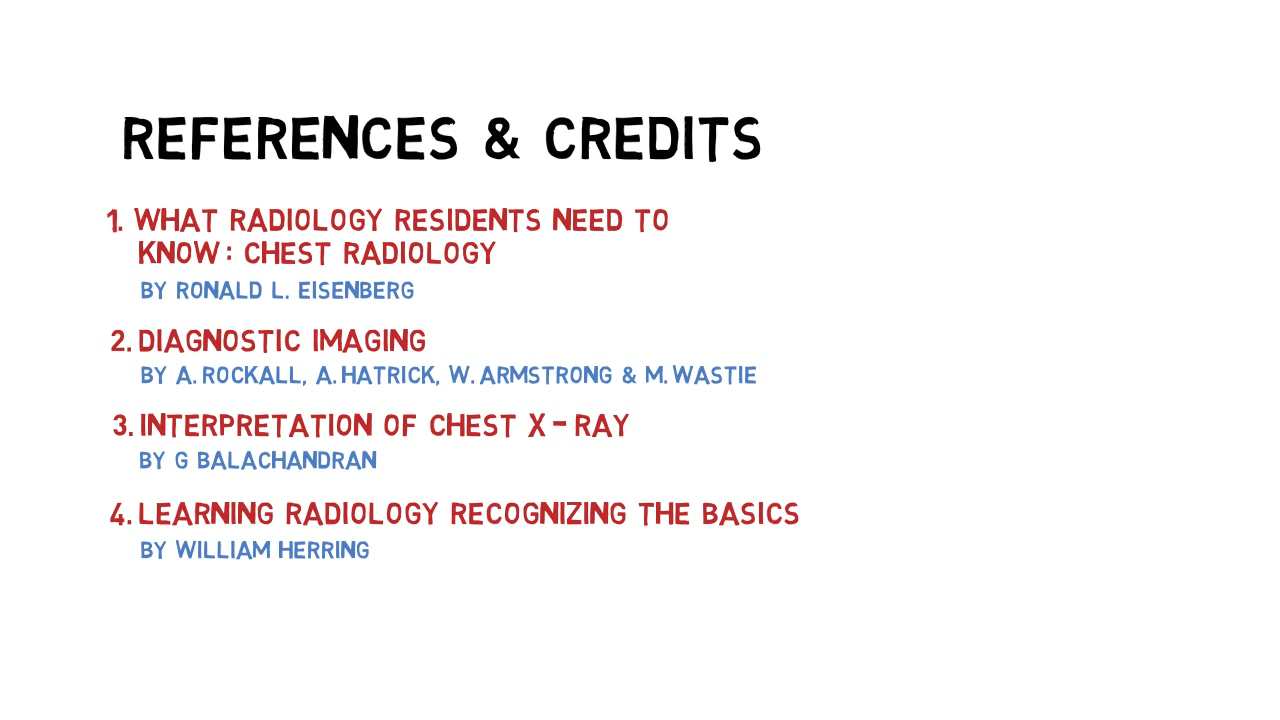 REFERENCES & CREDITS
1. WHAT RADIOLOGY RESIDENTS NEED TO
KNOW: CHEST RADIOLOGY
BY RONALD L. EISENBERG
2. DIAGNOSTIC IMAGING
BY A. ROCKALL, A. HATRICK, W. ARMSTRONG & M. WASTIE
3. INTERPRETATION OF CHEST X-RAY
BY G BALACHANDRAN
4. LEARNING RADIOLOGY RECOGNIZING THE BASICS
BY WILLIAM HERRING